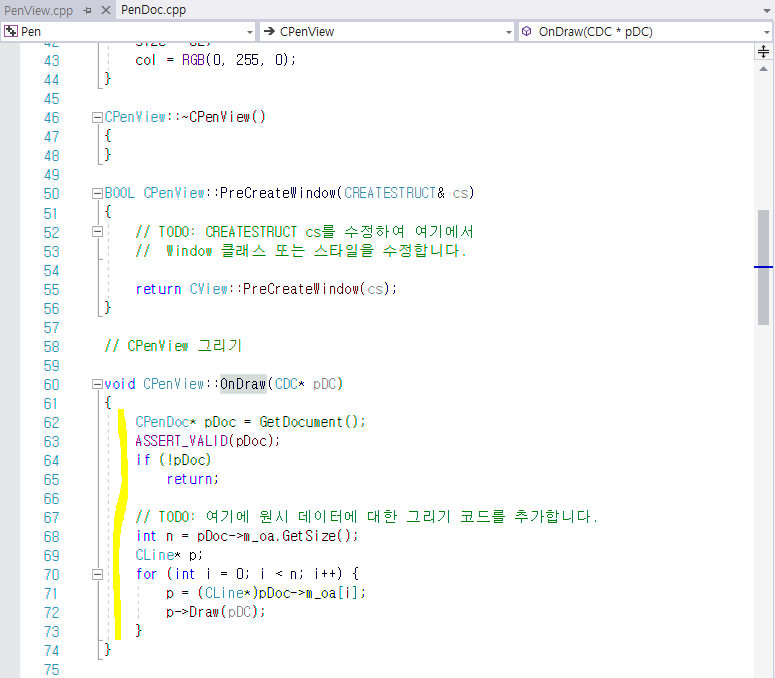 PenView.cpp PenDoc.cpp
Pen CPenView OnDraw(CDC * pDC)
43 col = RGB(0, 255, 0);
44 }
45
46 CPenView::~CPenView()
47 {
48 }
49
50 BOOL CPenView::PreCreateWindow(CREATESTRUCT& cs)
51 {
52 // TODO: CREATESTRUCT cs를 수정하여 여기에서
53 //  Window 클래스 또는 스타일을 수정합니다.
54
55 return CView::PreCreateWindow(cs);
56 }
57
58 // CPenView 그리기
59
60 void CPenView::OnDraw(CDC* pDC)
61 {
62 CPenDoc* pDoc = GetDocument();
63 ASSERT_VALID(pDoc);
64 if (!pDoc)
65 return;
66
67 // TODO: 여기에 원시 데이터에 대한 그리기 코드를 추가합니다.
68 int n = pDoc->m_oa.GetSize();
69 CLine* p;
70 for (int i = 0; i < n; i++) {
71 p = (CLine*)pDoc->m_oa[i];
72 p->Draw(pDC);
73 }
74 }
75